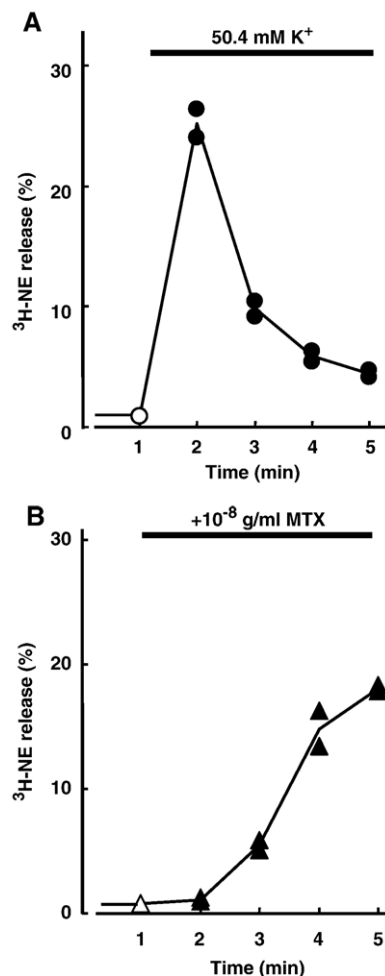 A
50.4 mM K⁺
30
20
10
0
³H-NE release (%)
1 2 3 4 5
Time (min)
B
+10⁻⁸ g/ml MTX
30
20
10
0
³H-NE release (%)
1 2 3 4 5
Time (min)